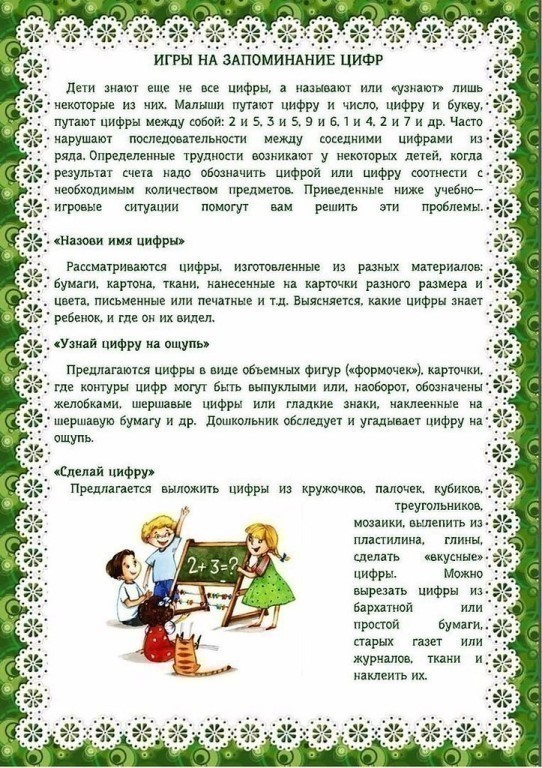 ИГРЫ НА ЗАПОМИНАНИЕ ЦИФР
Дети знают еще не все цифры, а называют или «узнают» лишь
некоторые из них. Малыши путают цифру и число, цифру и букву,
путают цифры между собой: 2 и 5, 3 и 5, 9 и 6, 1 и 4, 2 и 7 и др. Часто
нарушают последовательности между соседними цифрами из
ряда. Определенные трудности возникают у некоторых детей, когда
результат счета надо обозначить цифрой или цифру соотнести с
необходимым количеством предметов. Приведенные ниже учебно--
игровые ситуации помогут вам решить эти проблемы.
«Назови имя цифры»
Рассматриваются цифры, изготовленные из разных материалов:
бумаги, картона, ткани, нанесенные на карточки разного размера и
цвета, письменные или печатные и т.д. Выясняется, какие цифры знает
ребенок, и где он их видел.
«Узнай цифру на ощупь»
Предлагаются цифры в виде объемных фигур («формочек»), карточки,
где контуры цифр могут быть выпуклыми или, наоборот, обозначены
желобками, шершавые цифры или гладкие знаки, наклеенные на
шершавую бумагу и др. Дошкольник обследует и угадывает цифру на
ощупь.
«Сделай цифру»
Предлагается выложить цифры из кружочков, палочек, кубиков,
треугольников,
мозаики, вылепить из
пластилина, глины,
сделать «вкусные»
цифры. Можно
вырезать цифры из
бархатной или
простой бумаги,
старых газет или
журналов, ткани и
наклеить их.
2+3=?